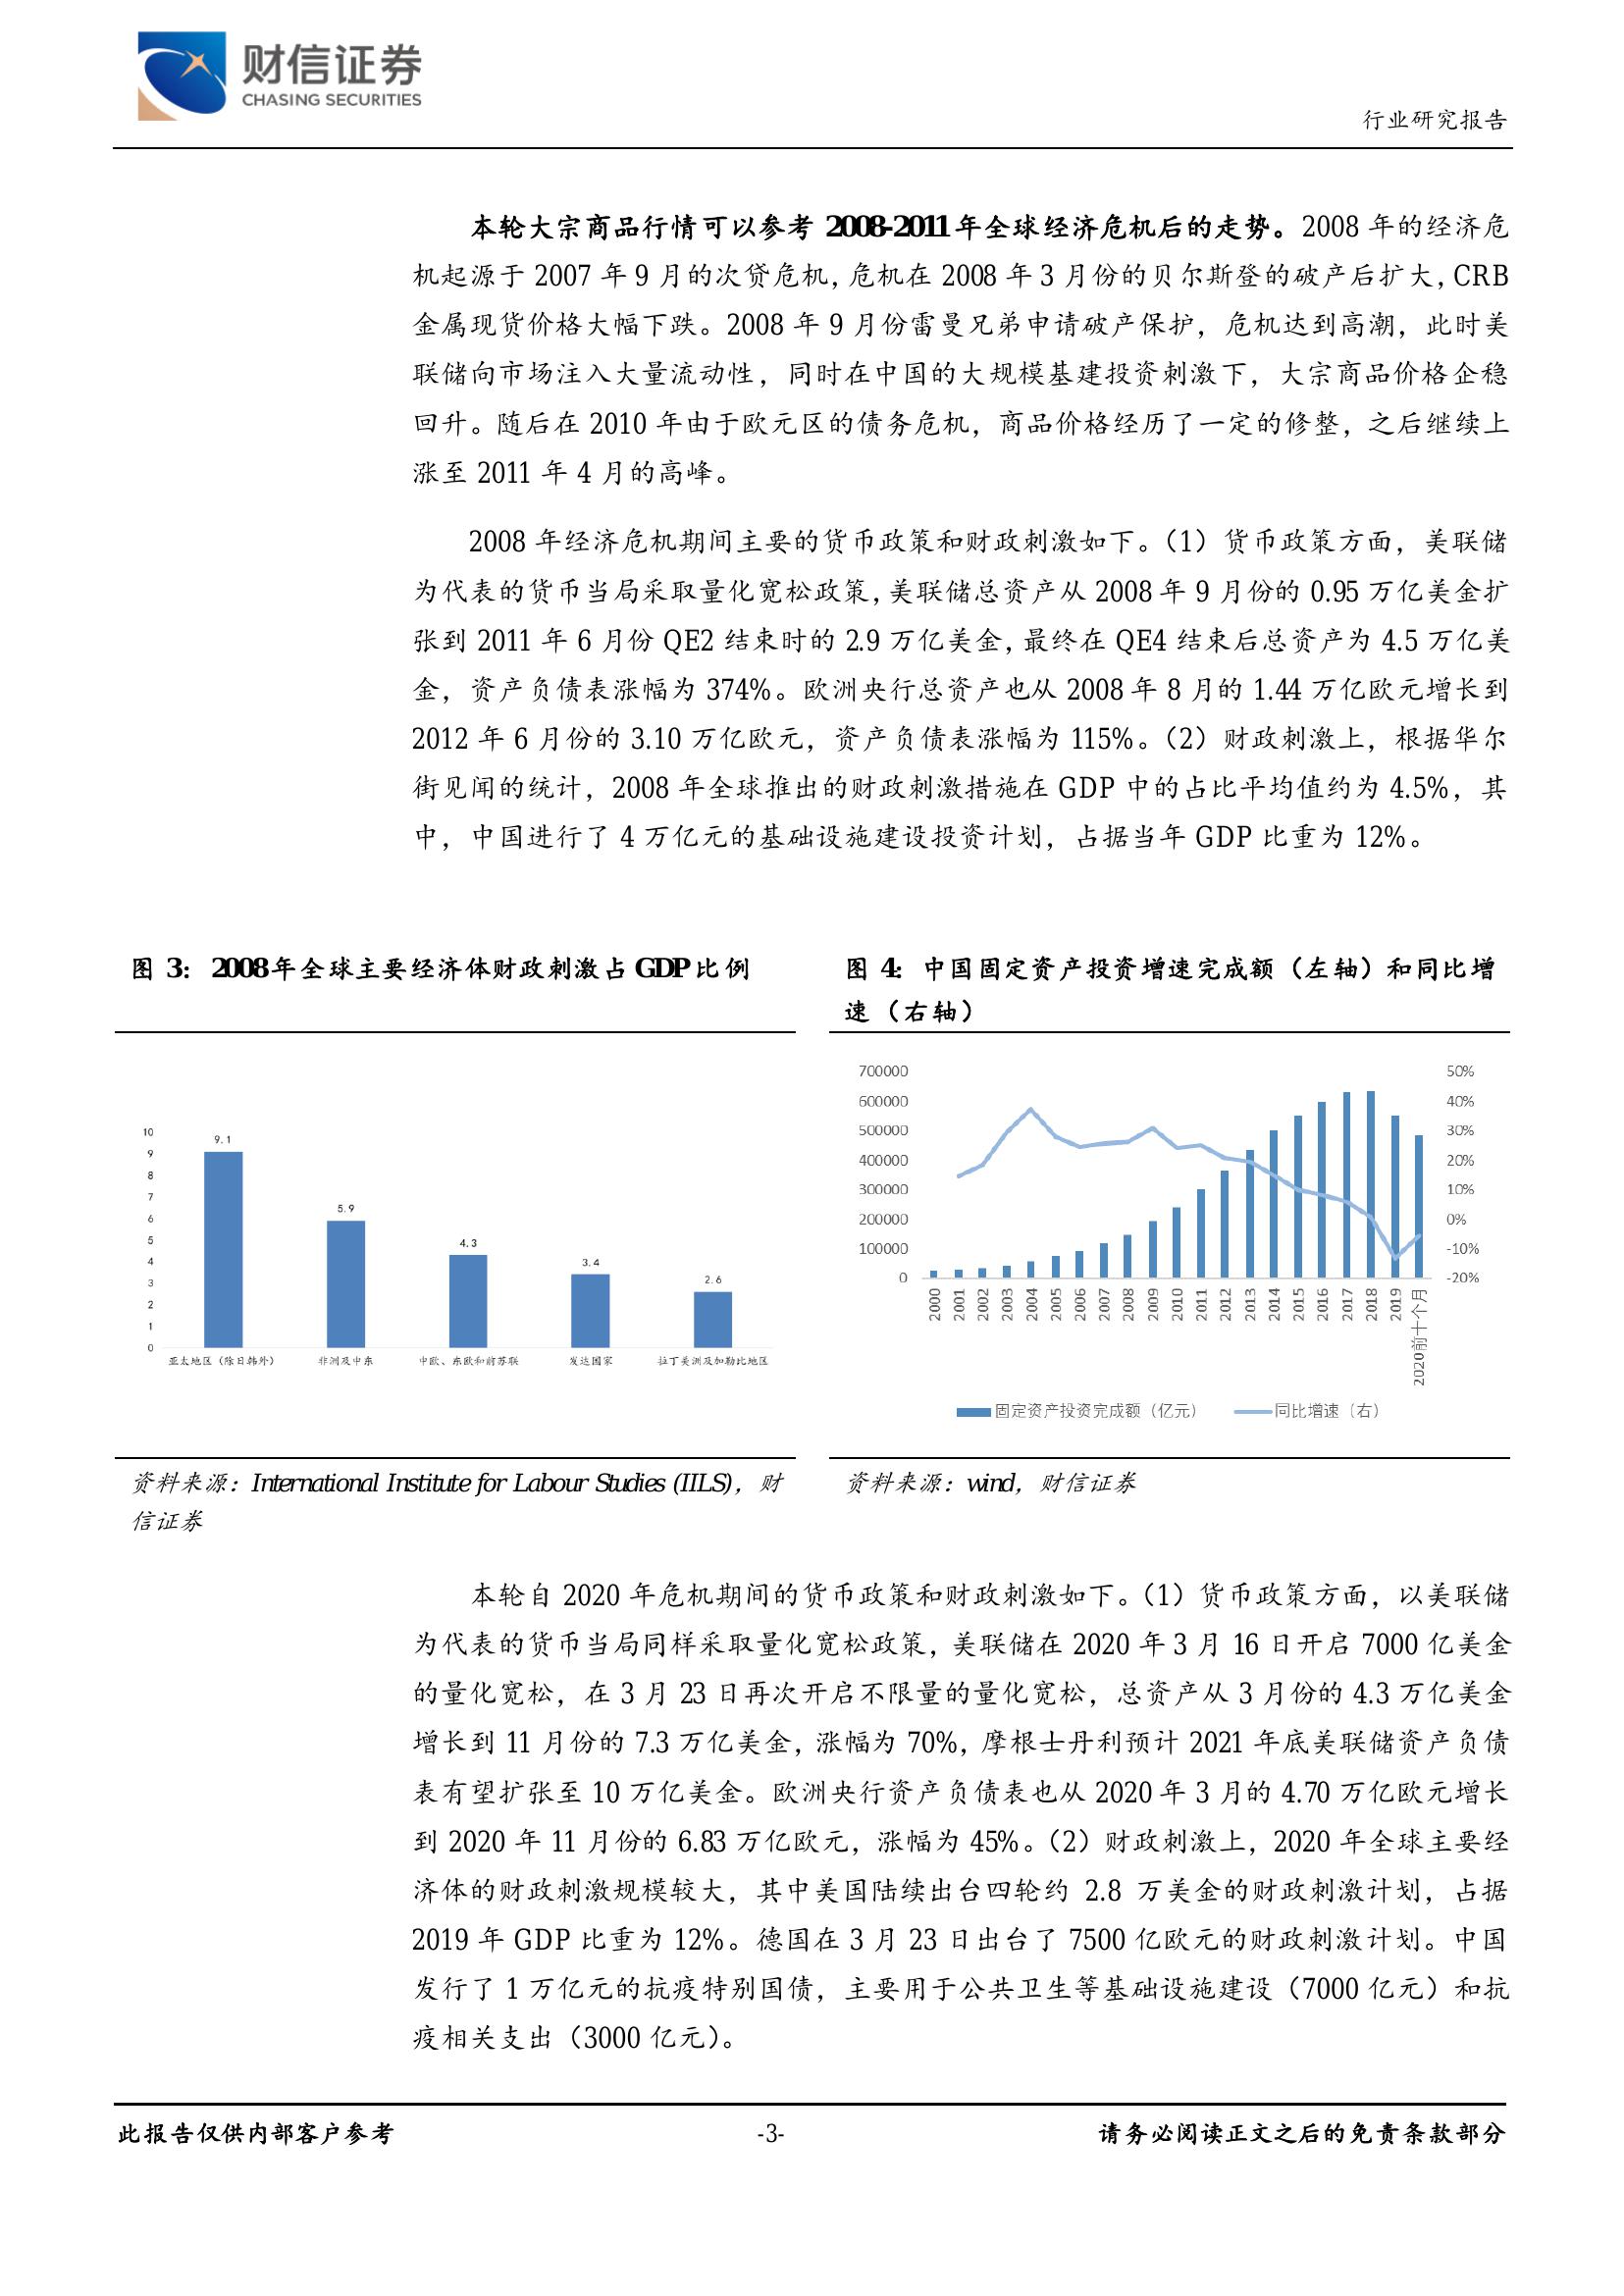 财信证券
CHASING SECURITIES
行业研究报告
本轮大宗商品行情可以参考 2008-2011 年全球经济危机后的走势。2008 年的经济危
机起源于 2007 年 9 月的次贷危机，危机在 2008 年 3 月份的贝尔斯登的破产后扩大，CRB
金属现货价格大幅下跌。2008 年 9 月份雷曼兄弟申请破产保护，危机达到高潮，此时美
联储向市场注入大量流动性，同时在中国的大规模基建投资刺激下，大宗商品价格企稳
回升。随后在 2010 年由于欧元区的债务危机，商品价格经历了一定的修整，之后继续上
涨至 2011 年 4 月的高峰。
2008 年经济危机期间主要的货币政策和财政刺激如下。（1）货币政策方面，美联储
为代表的货币当局采取量化宽松政策，美联储总资产从 2008 年 9 月份的 0.95 万亿美金扩
张到 2011 年 6 月份 QE2 结束时的 2.9 万亿美金，最终在 QE4 结束后总资产为 4.5 万亿美
金，资产负债表涨幅为 374%。欧洲央行总资产也从 2008 年 8 月的 1.44 万亿欧元增长到
2012 年 6 月份的 3.10 万亿欧元，资产负债表涨幅为 115%。（2）财政刺激上，根据华尔
街见闻的统计，2008 年全球推出的财政刺激措施在 GDP 中的占比平均值约为 4.5%，其
中，中国进行了 4 万亿元的基础设施建设投资计划，占据当年 GDP 比重为 12%。
图 3：2008 年全球主要经济体财政刺激占 GDP 比例
10
9
8
7
6
5
4
3
2
1
0
9.1
5.9
4.3
3.4
2.6
亚太地区（除日韩外） 非洲及中东 中欧、东欧和前苏联 发达国家 拉丁美洲及加勒比地区
资料来源：International Institute for Labour Studies (IILS)，财
信证券
图 4：中国固定资产投资增速完成额（左轴）和同比增
速（右轴）
700000
600000
500000
400000
300000
200000
100000
0
50%
40%
30%
20%
10%
0%
-10%
-20%
2000
2001
2002
2003
2004
2005
2006
2007
2008
2009
2010
2011
2012
2013
2014
2015
2016
2017
2018
2019
2020前十个月
固定资产投资完成额（亿元） 同比增速（右）
资料来源：wind，财信证券
本轮自 2020 年危机期间的货币政策和财政刺激如下。（1）货币政策方面，以美联储
为代表的货币当局同样采取量化宽松政策，美联储在 2020 年 3 月 16 日开启 7000 亿美金
的量化宽松，在 3 月 23 日再次开启不限量的量化宽松，总资产从 3 月份的 4.3 万亿美金
增长到 11 月份的 7.3 万亿美金，涨幅为 70%，摩根士丹利预计 2021 年底美联储资产负债
表有望扩张至 10 万亿美金。欧洲央行资产负债表也从 2020 年 3 月的 4.70 万亿欧元增长
到 2020 年 11 月份的 6.83 万亿欧元，涨幅为 45%。（2）财政刺激上，2020 年全球主要经
济体的财政刺激规模较大，其中美国陆续出台四轮约 2.8 万美金的财政刺激计划，占据
2019 年 GDP 比重为 12%。德国在 3 月 23 日出台了 7500 亿欧元的财政刺激计划。中国
发行了 1 万亿元的抗疫特别国债，主要用于公共卫生等基础设施建设（7000 亿元）和抗
疫相关支出（3000 亿元）。
此报告仅供内部客户参考
-3-
请务必阅读正文之后的免责条款部分